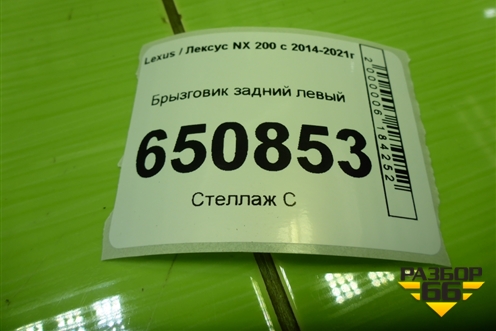 Lexus / Лексус NX 200 с 2014-2021г
Брызговик задний левый
650853
Стеллаж С
2000006184252
РАЗБОР
66